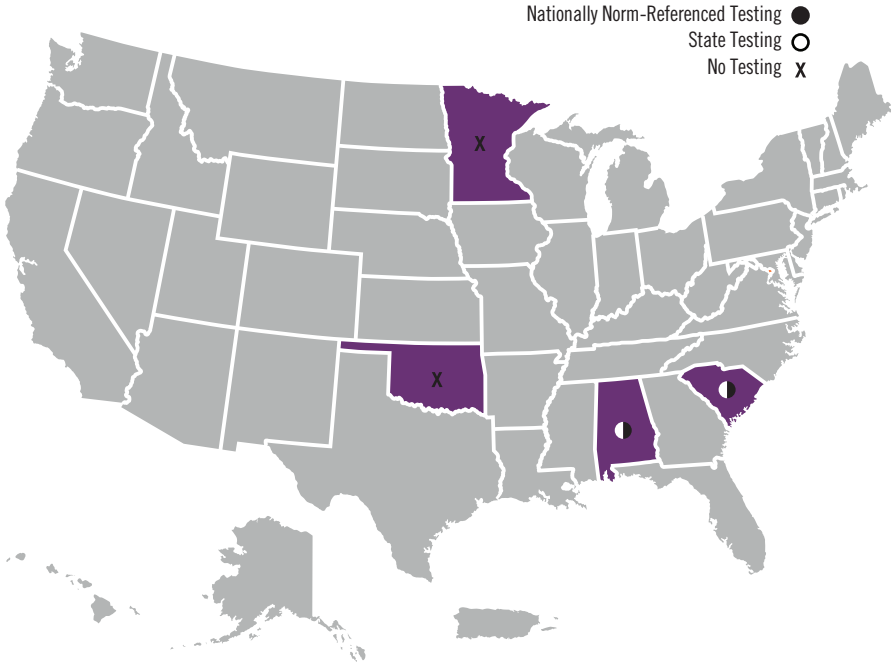 Nationally Norm-Referenced Testing
State Testing
No Testing X
X
X